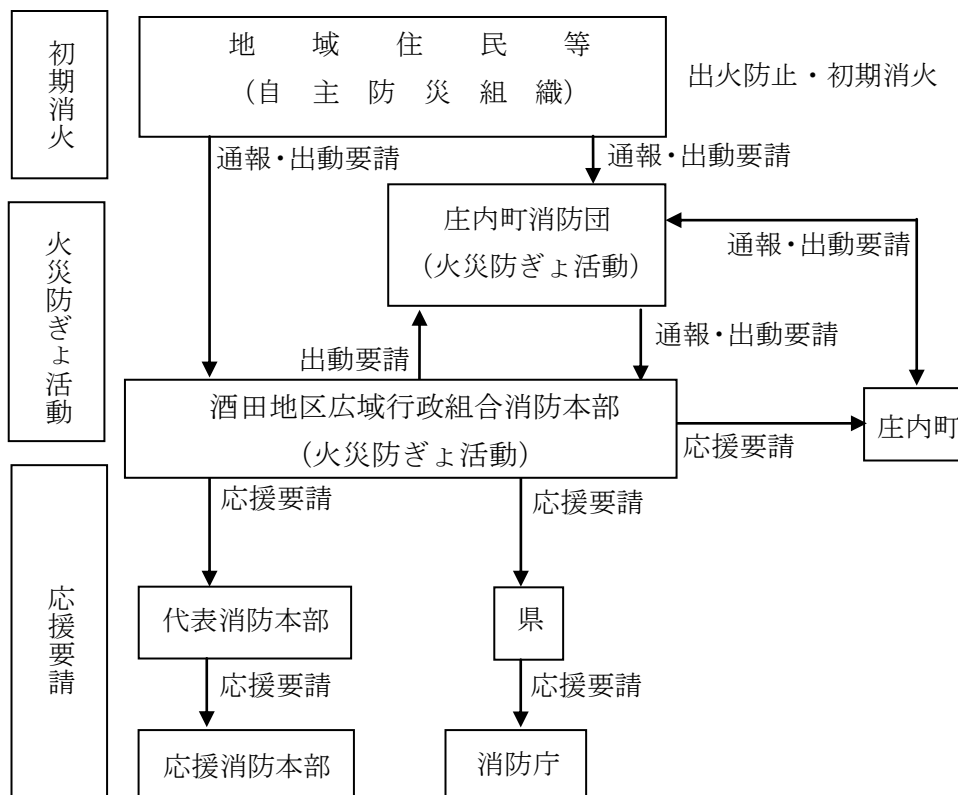 初期消火
地域住民等
（自主防災組織）
出火防止・初期消火
通報・出動要請
通報・出動要請
火災防ぎょ活動
庄内町消防団
（火災防ぎょ活動）
通報・出動要請
出動要請
通報・出動要請
酒田地区広域行政組合消防本部
（火災防ぎょ活動）
応援要請
庄内町
応援要請
応援要請
応援要請
代表消防本部
県
応援要請
応援要請
応援消防本部
消防庁